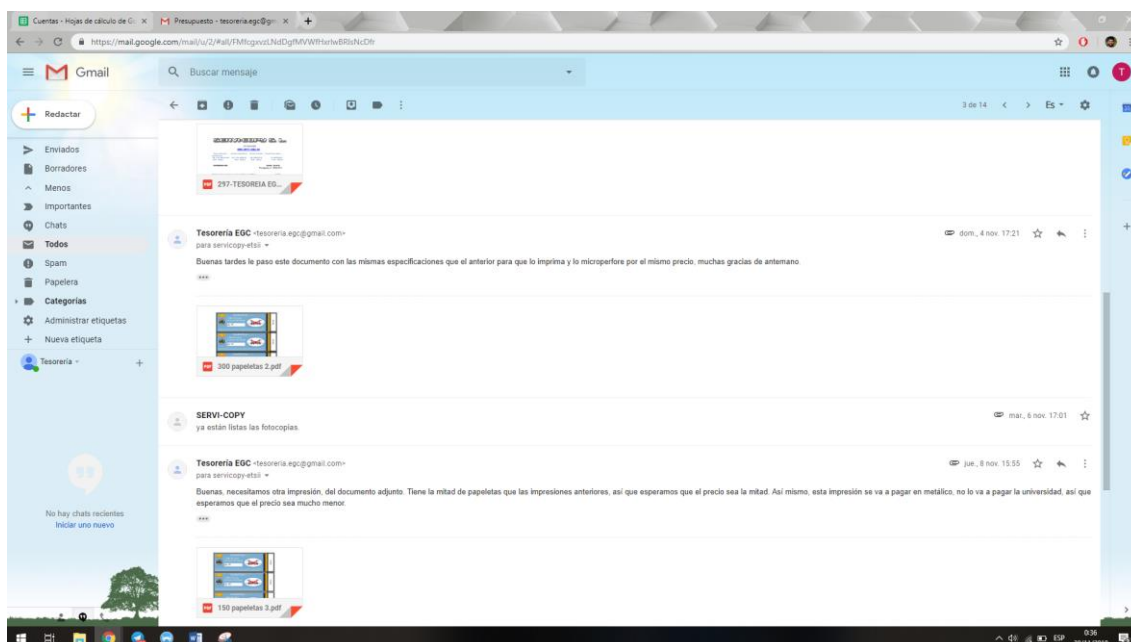 Cuentas - Hojas de cálculo de G
Presupuesto - tesoreria.egc@gm
https://mail.google.com/mail/u/2/#all/
Gmail
Buscar mensaje
Redactar
3 de 14
Es
Enviados
Borradores
Menos
Importantes
Chats
Todos
Spam
Papelera
Categorías
Administrar etiquetas
Nueva etiqueta
Tesorería
No hay chats recientes
Iniciar uno nuevo
PDF 297-TESOREIA EG...
Tesorería EGC <tesoreria.egc@gmail.com>
dom., 4 nov. 17:21
para servicopy-etsii
Buenas tardes le paso este documento con las mismas especificaciones que el anterior para que lo imprima y lo microperfore por el mismo precio, muchas gracias de antemano.
PDF 300 papeletas 2.pdf
SERVI-COPY
mar., 6 nov. 17:01
ya están listas las fotocopias.
Tesorería EGC <tesoreria.egc@gmail.com>
jue., 8 nov. 15:55
para servicopy-etsii
Buenas, necesitamos otra impresión, del documento adjunto. Tiene la mitad de papeletas que las impresiones anteriores, así que esperamos que el precio sea la mitad. Así mismo, esta impresión se va a pagar en metálico, no lo va a pagar la universidad, así que
esperamos que el precio sea mucho menor.
PDF 150 papeletas 3.pdf
ESP
0:36